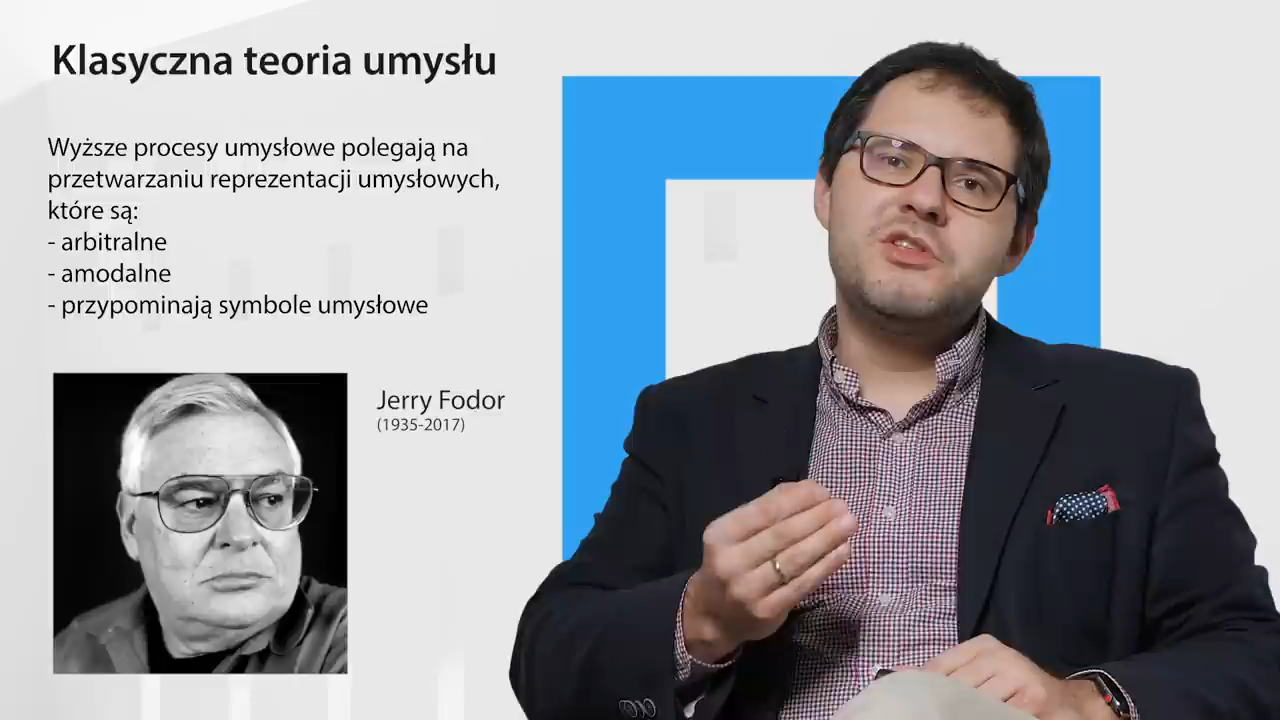 Klasyczna teoria umysłu
Wyższe procesy umysłowe polegają na
przetwarzaniu reprezentacji umysłowych,
które są:
- arbitralne
- amodalne
- przypominają symbole umysłowe
Jerry Fodor
(1935-2017)